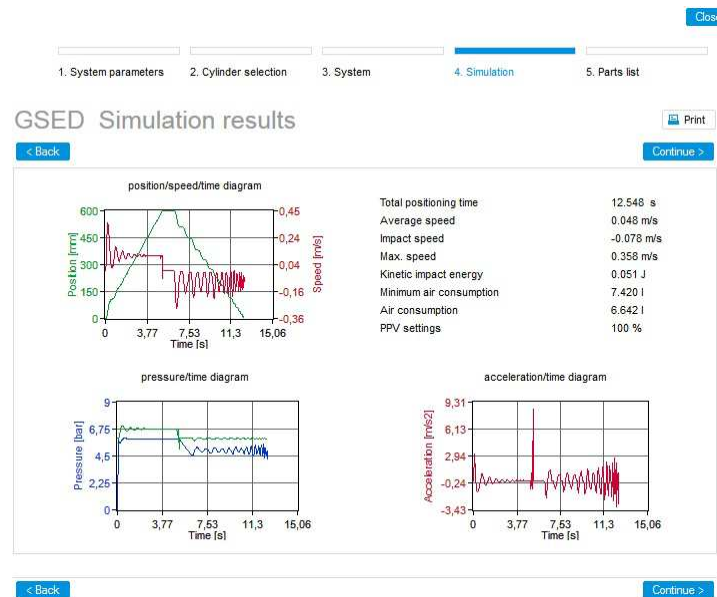 Close
1. System parameters 2. Cylinder selection 3. System 4. Simulation 5. Parts list
GSED Simulation results
Print
< Back Continue >
position/speed/time diagram
600 450 300 150 0
Position [mm]
0,45 0,24 0,04 -0,16 -0,36
Speed [m/s]
0 3,77 7,53 11,3 15,06
Time [s]
Total positioning time 12.548 s
Average speed 0.048 m/s
Impact speed -0.078 m/s
Max. speed 0.358 m/s
Kinetic impact energy 0.051 J
Minimum air consumption 7.420 l
Air consumption 6.642 l
PPV settings 100 %
pressure/time diagram
9 6,75 4,5 2,25 0
Pressure [bar]
0 3,77 7,53 11,3 15,06
Time [s]
acceleration/time diagram
9,31 6,13 2,94 -0,24 -3,43
Acceleration [m/s2]
0 3,77 7,53 11,3 15,06
Time [s]
< Back Continue >